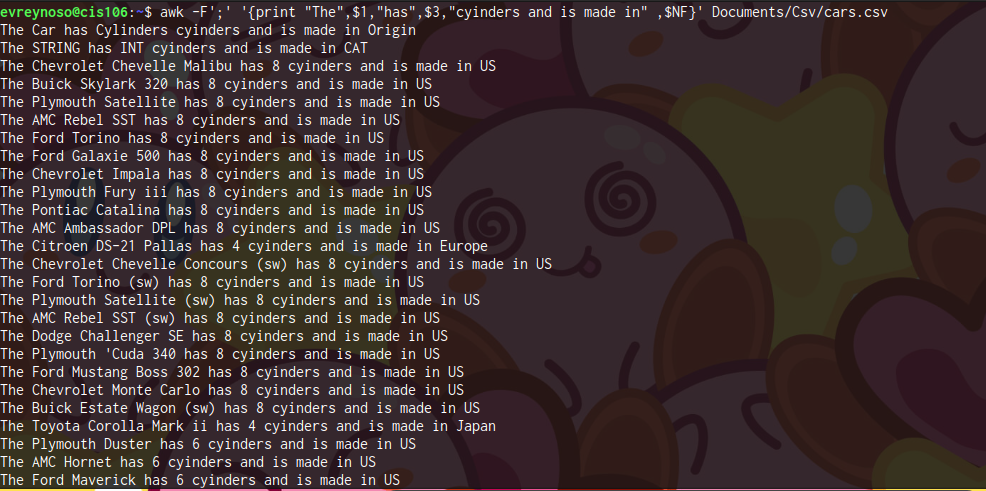 evreynoso@cis106:~$ awk -F';' '{print "The",$1,"has",$3,"cyinders and is made in" ,$NF}' Documents/Csv/cars.csv
The Car has Cylinders cyinders and is made in Origin
The STRING has INT cyinders and is made in CAT
The Chevrolet Chevelle Malibu has 8 cyinders and is made in US
The Buick Skylark 320 has 8 cyinders and is made in US
The Plymouth Satellite has 8 cyinders and is made in US
The AMC Rebel SST has 8 cyinders and is made in US
The Ford Torino has 8 cyinders and is made in US
The Ford Galaxie 500 has 8 cyinders and is made in US
The Chevrolet Impala has 8 cyinders and is made in US
The Plymouth Fury iii has 8 cyinders and is made in US
The Pontiac Catalina has 8 cyinders and is made in US
The AMC Ambassador DPL has 8 cyinders and is made in US
The Citroen DS-21 Pallas has 4 cyinders and is made in Europe
The Chevrolet Chevelle Concours (sw) has 8 cyinders and is made in US
The Ford Torino (sw) has 8 cyinders and is made in US
The Plymouth Satellite (sw) has 8 cyinders and is made in US
The AMC Rebel SST (sw) has 8 cyinders and is made in US
The Dodge Challenger SE has 8 cyinders and is made in US
The Plymouth 'Cuda 340 has 8 cyinders and is made in US
The Ford Mustang Boss 302 has 8 cyinders and is made in US
The Chevrolet Monte Carlo has 8 cyinders and is made in US
The Buick Estate Wagon (sw) has 8 cyinders and is made in US
The Toyota Corolla Mark ii has 4 cyinders and is made in Japan
The Plymouth Duster has 6 cyinders and is made in US
The AMC Hornet has 6 cyinders and is made in US
The Ford Maverick has 6 cyinders and is made in US